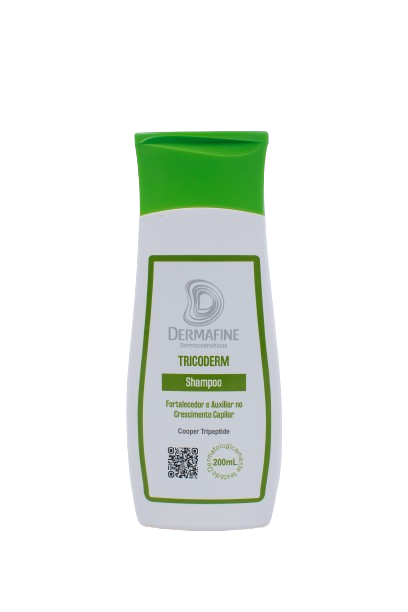 DERMAFINE
Dermocosméticos
TRICODERM
Shampoo
Fortalecedor e Auxiliar no
Crescimento Capilar
Cooper Tripeptide
Dermatologicamente testado
200mL